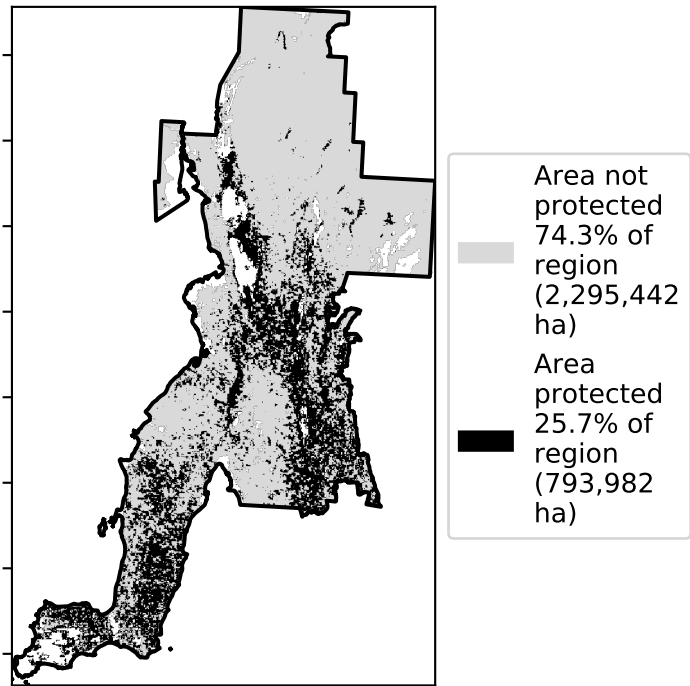 Area not
protected
74.3% of
region
(2,295,442
ha)
Area
protected
25.7% of
region
(793,982
ha)